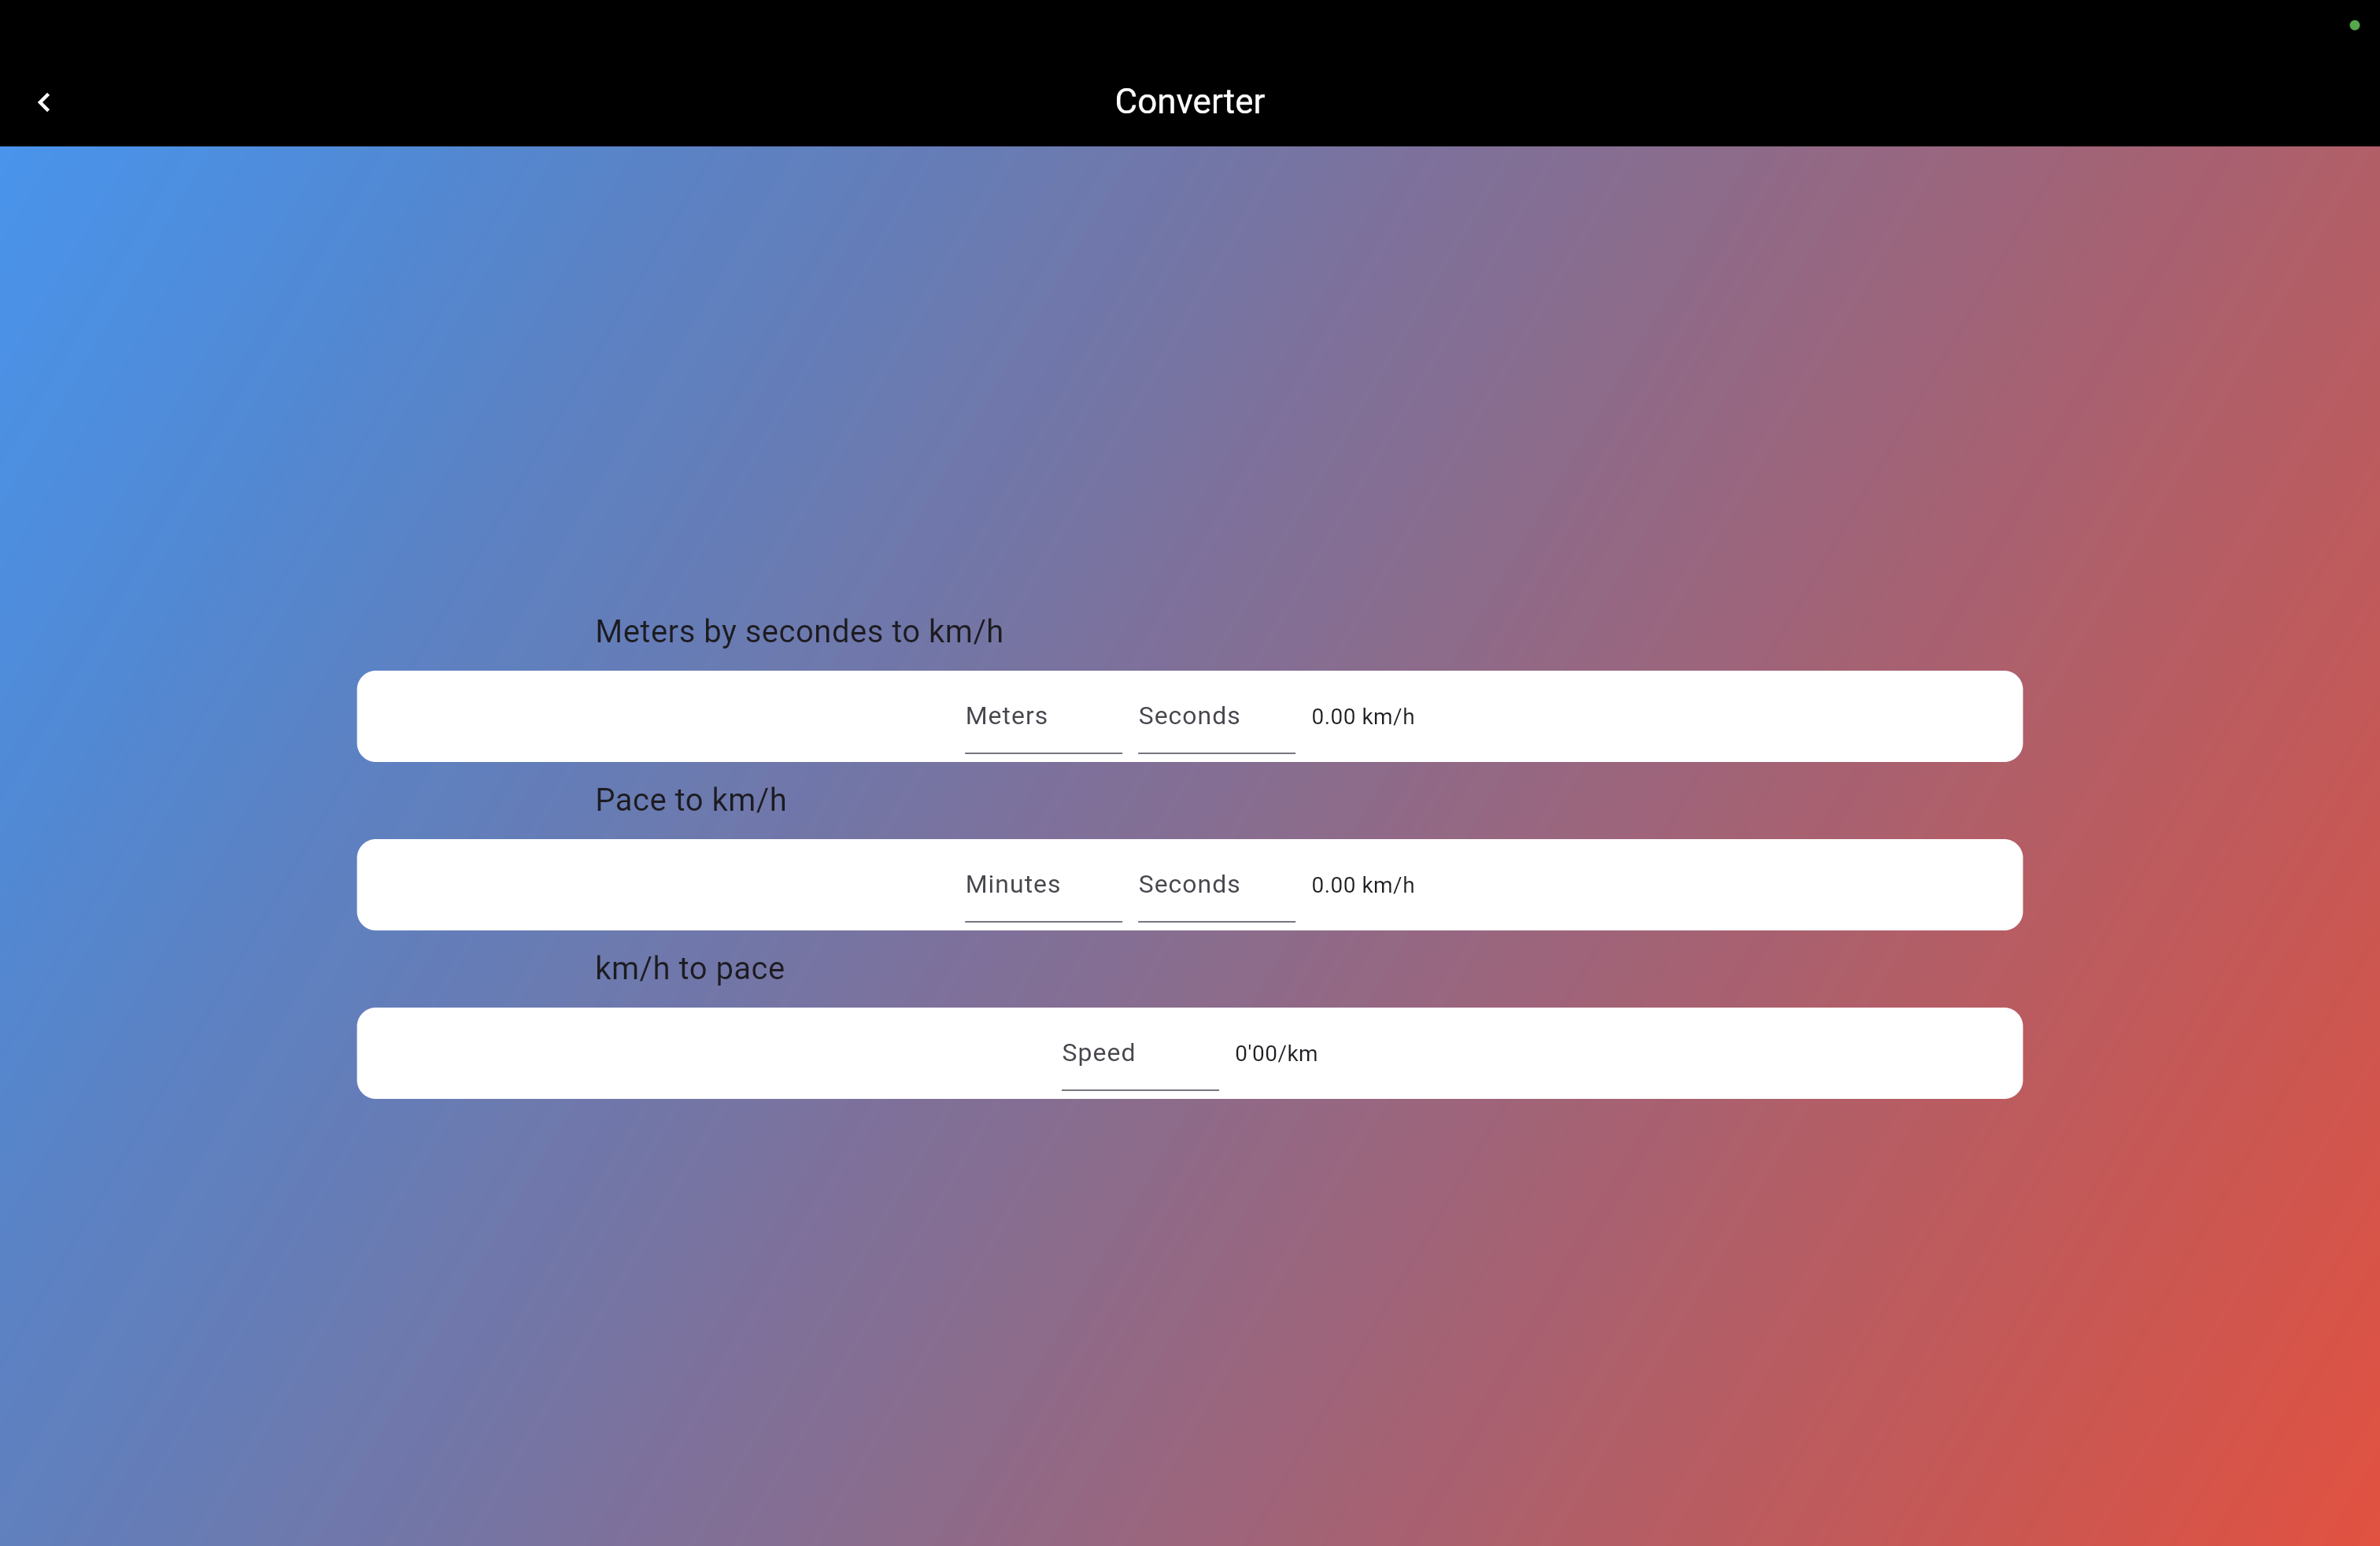 Converter
Meters by secondes to km/h
Meters Seconds 0.00 km/h
Pace to km/h
Minutes Seconds 0.00 km/h
km/h to pace
Speed 0'00/km